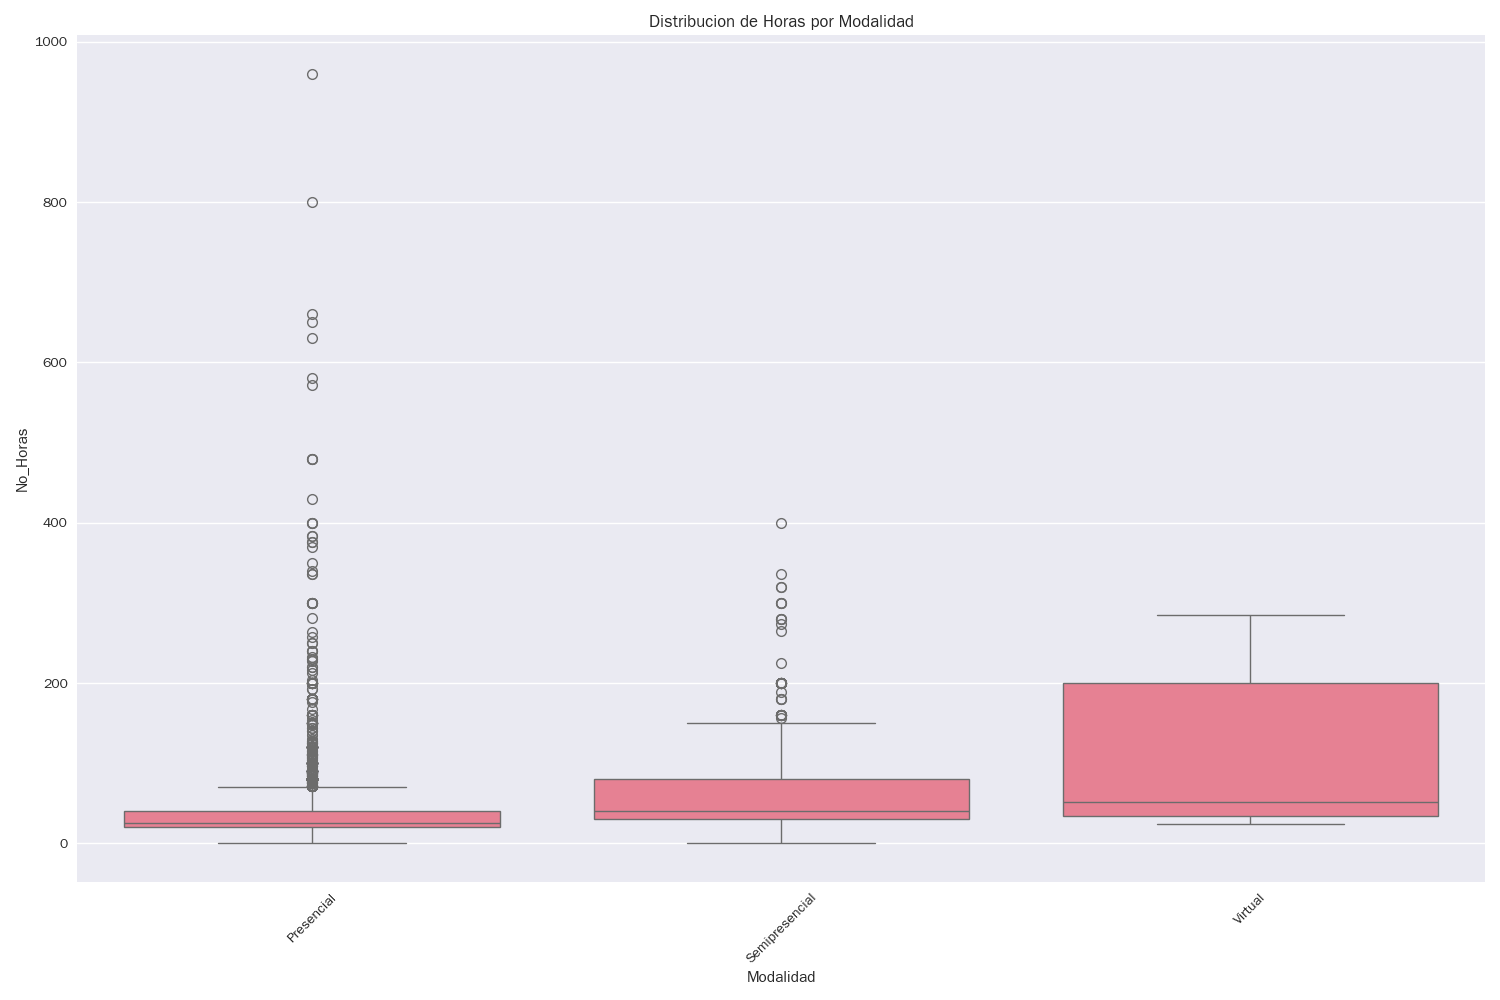 Distribucion de Horas por Modalidad
1000
800
600
400
200
0
No_Horas
Presencial
Semipresencial
Virtual
Modalidad